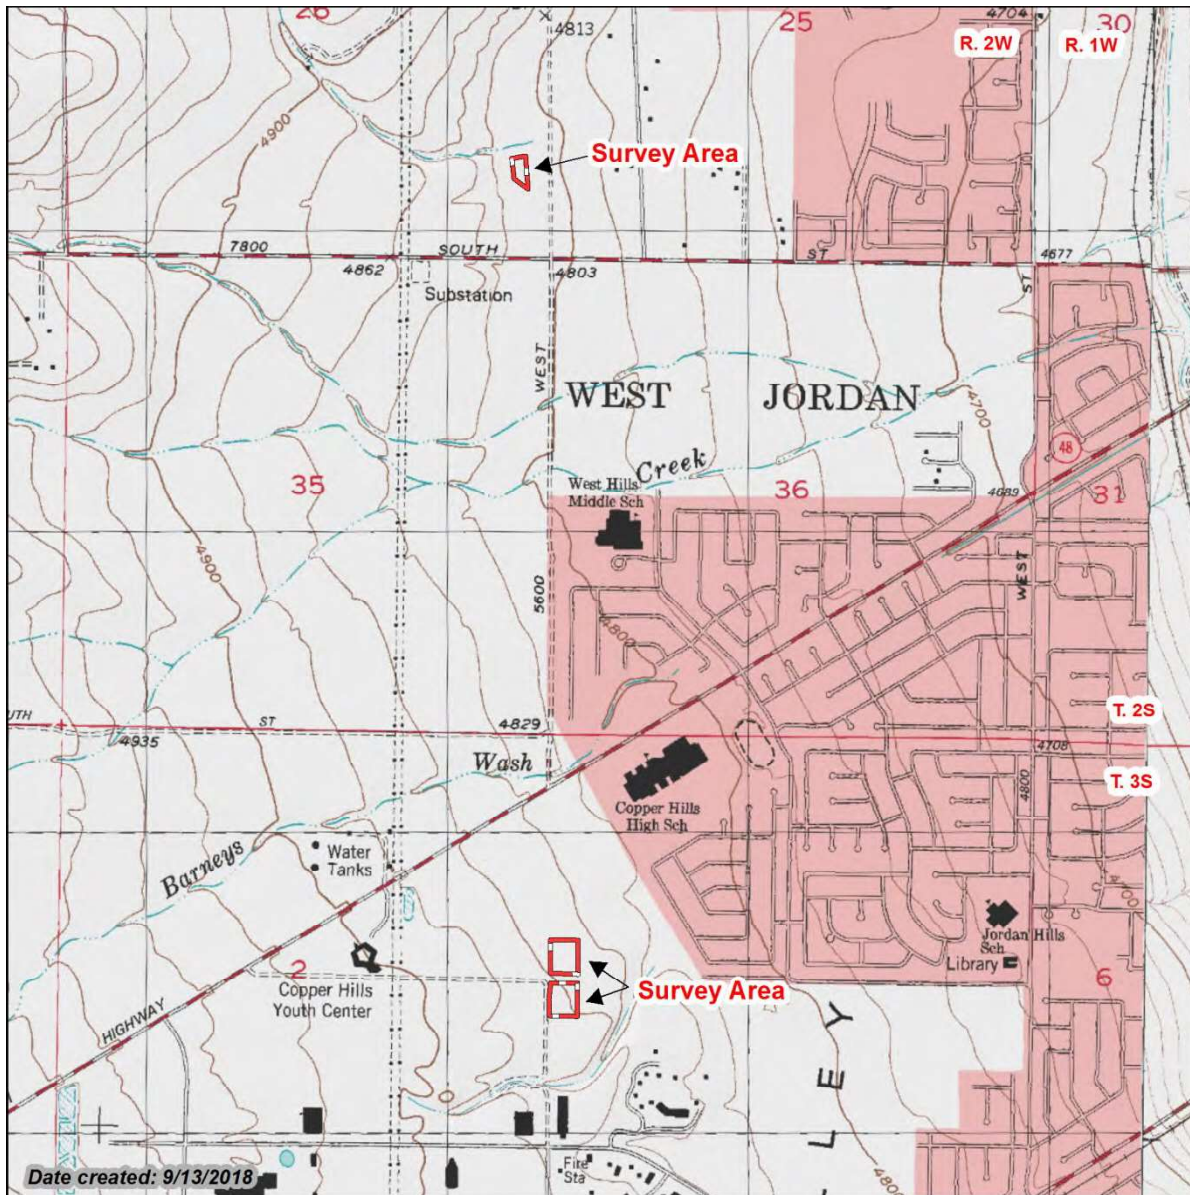 26
4813
25
4704
30
R. 2W
R. 1W
4900
Survey Area
7800
SOUTH
ST
4677
4862
4803
Substation
ST
WEST
WEST
JORDAN
4700
48
Creek
35
West Hills
Middle Sch
36
4689
31
4900
5600
WEST
4800
UTH
ST
4829
T. 2S
4935
4708
Wash
T. 3S
4800
Copper Hills
High Sch
Barneys
Water
Tanks
4700
Jordan Hills
Sch
Library
2
6
Copper Hills
Youth Center
Survey Area
HIGHWAY
LEY
4800
Fire
Sta
Date created: 9/13/2018